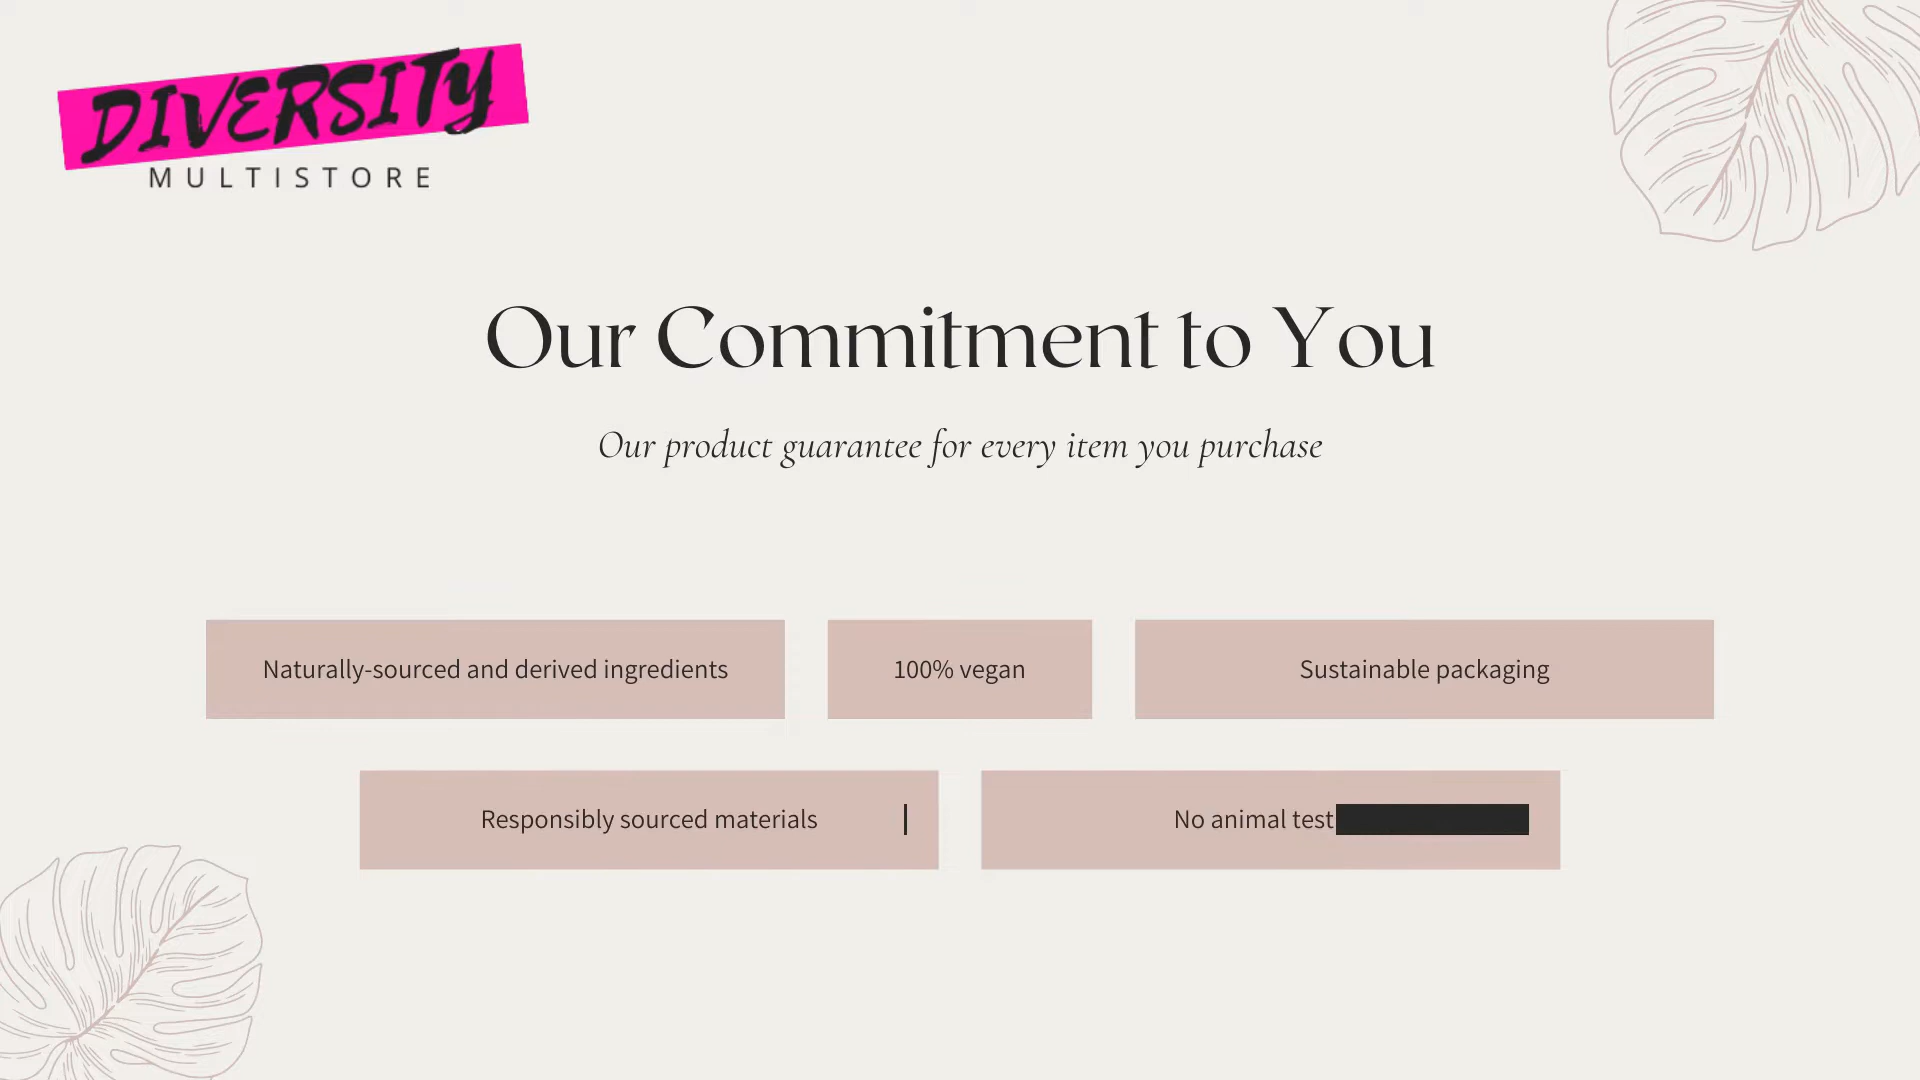 DIVERSITY
MULTISTORE
Our Commitment to You
Our product guarantee for every item you purchase
Naturally-sourced and derived ingredients
100% vegan
Sustainable packaging
Responsibly sourced materials
No animal test